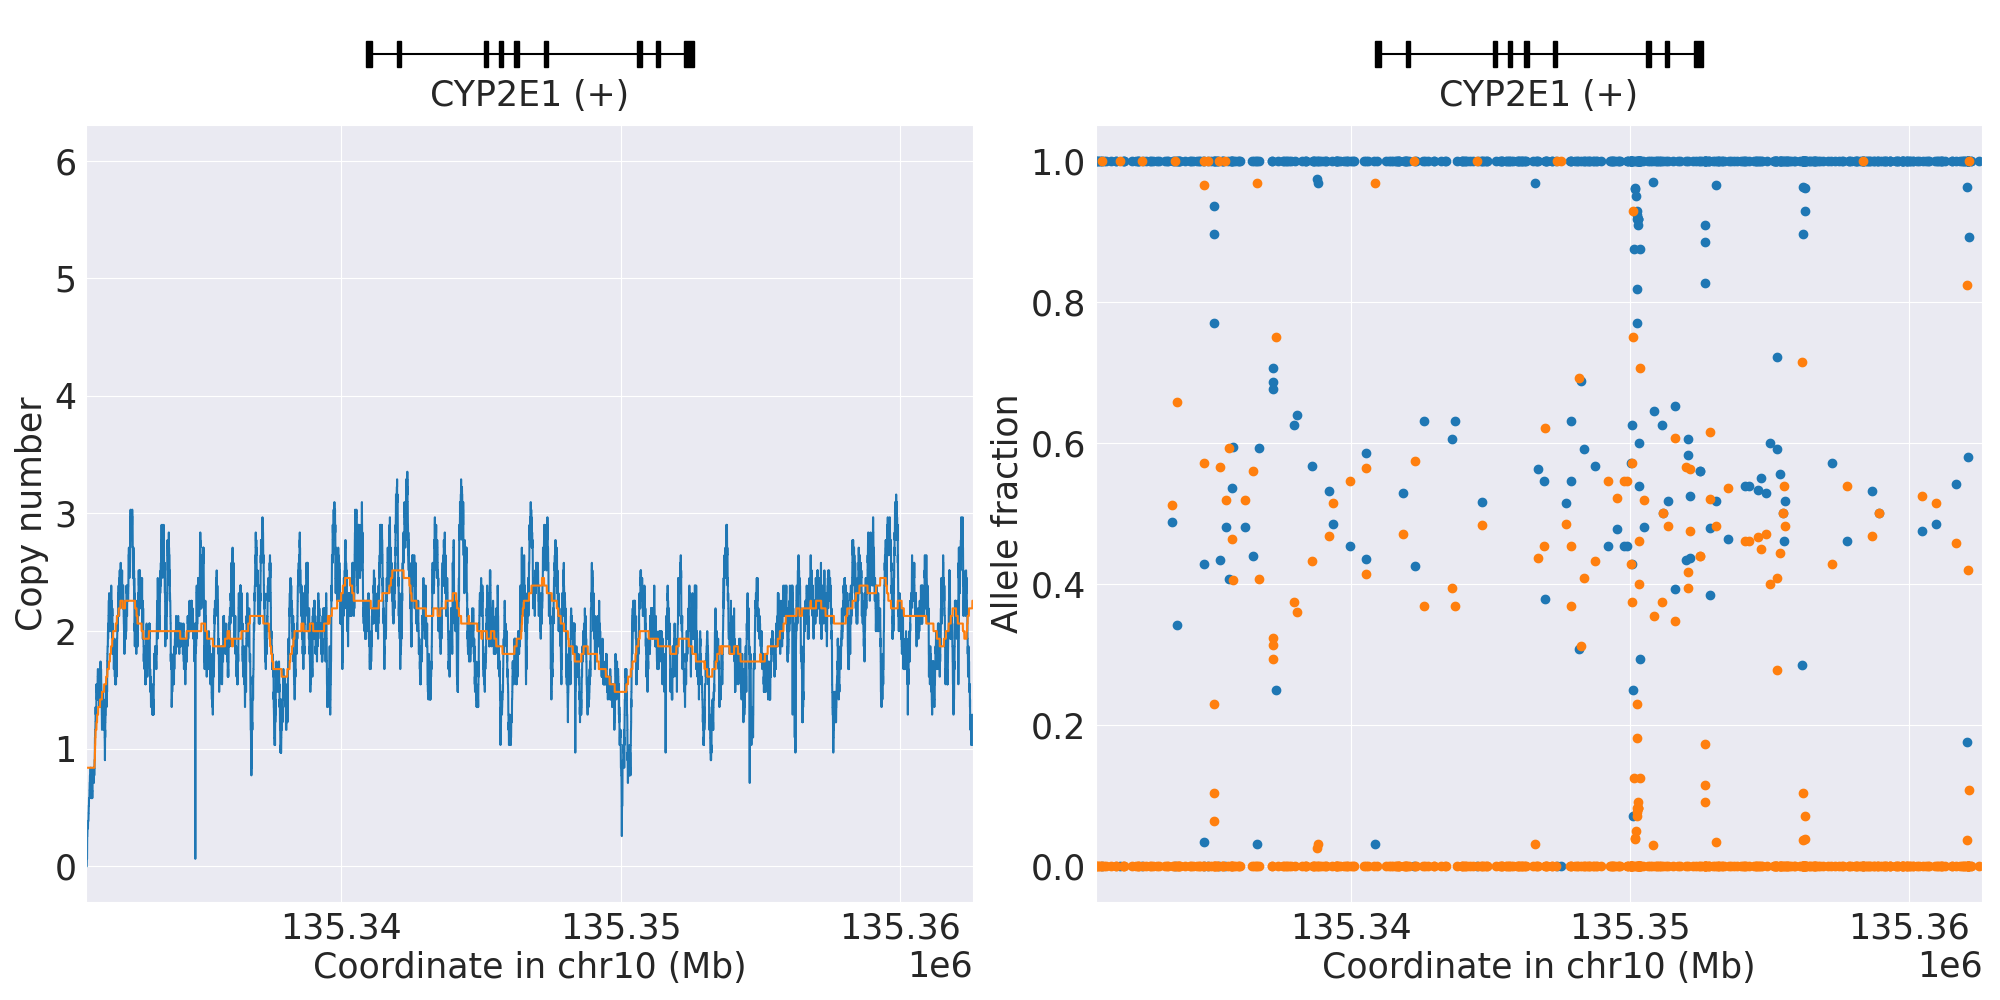 CYP2E1 (+)
6
5
4
3
2
1
0
Copy number
135.34 135.35 135.36
Coordinate in chr10 (Mb)
1e6
CYP2E1 (+)
1.0
0.8
0.6
0.4
0.2
0.0
Allele fraction
135.34 135.35 135.36
Coordinate in chr10 (Mb)
1e6